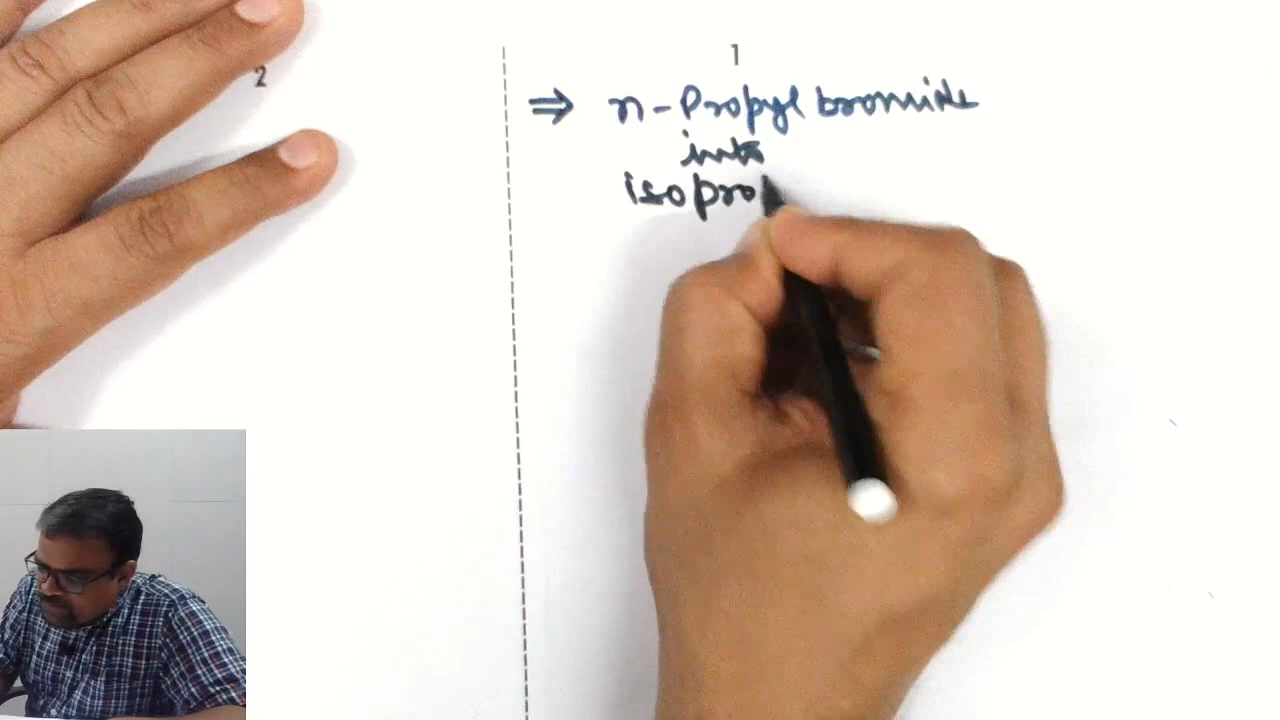 2
1
⇒ n-Propyl bromide
into
isopro